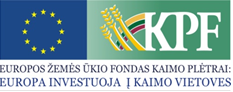 KPF
EUROPOS ŽEMĖS ŪKIO FONDAS KAIMO PLĖTRAI:
EUROPA INVESTUOJA Į KAIMO VIETOVES